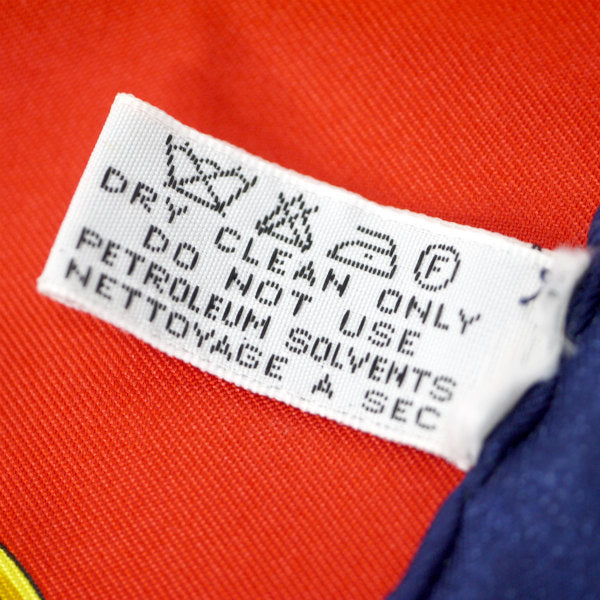 F
DRY CLEAN ONLY
DO NOT USE
PETROLEUM SOLVENTS
NETTOYAGE A SEC